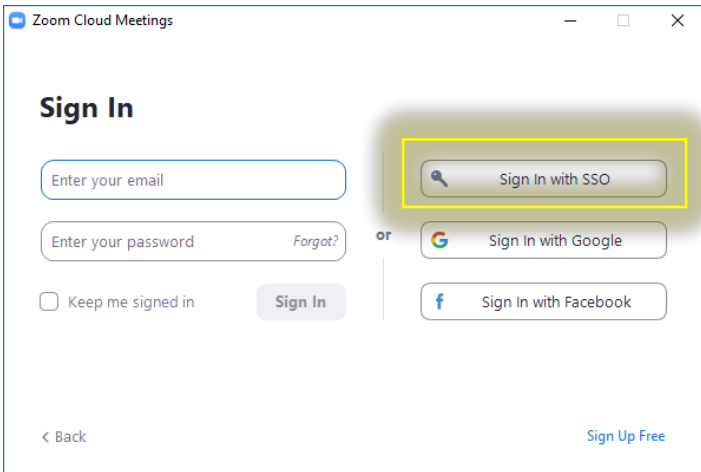 Zoom Cloud Meetings
Sign In
Enter your email
Enter your password Forgot?
Keep me signed in Sign In
or
Sign In with SSO
Sign In with Google
Sign In with Facebook
< Back
Sign Up Free